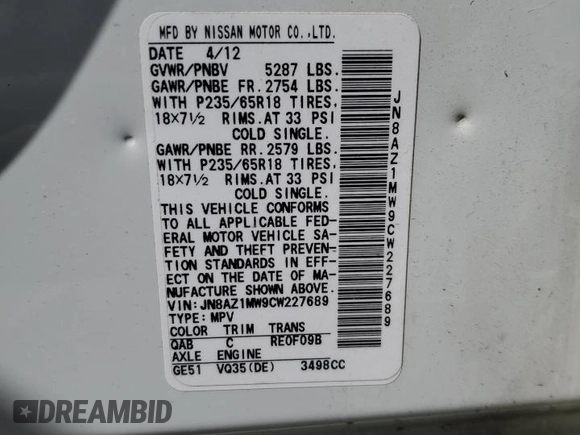 MFD BY NISSAN MOTOR CO.,LTD.
DATE 4/12
GVWR/PNBV 5287 LBS.
GAWR/PNBE FR.2754 LBS.
WITH P235/65R18 TIRES,
18×7½ RIMS.AT 33 PSI
COLD SINGLE.
GAWR/PNBE RR.2579 LBS.
WITH P235/65R18 TIRES,
18×7½ RIMS.AT 33 PSI
COLD SINGLE.
THIS VEHICLE CONFORMS
TO ALL APPLICABLE FED-
ERAL MOTOR VEHICLE SA-
FETY AND THEFT PREVEN-
TION STANDARDS IN EFF-
ECT ON THE DATE OF MA-
NUFACTURE SHOWN ABOVE.
VIN:JN8AZ1MW9CW227689
TYPE:MPV
COLOR TRIM TRANS
QAB C RE0F09B
AXLE ENGINE
GE51 VQ35(DE) 3498CC
JN8AZ1MW9CW227689
DREAMBID